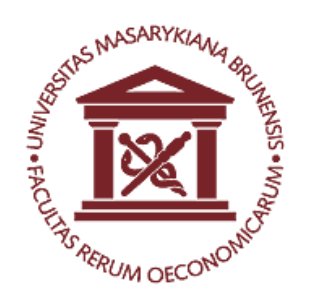 UNIVERSITAS MASARYKIANA BRUNENSIS
• FACULTAS RERUM OECONOMICARUM •